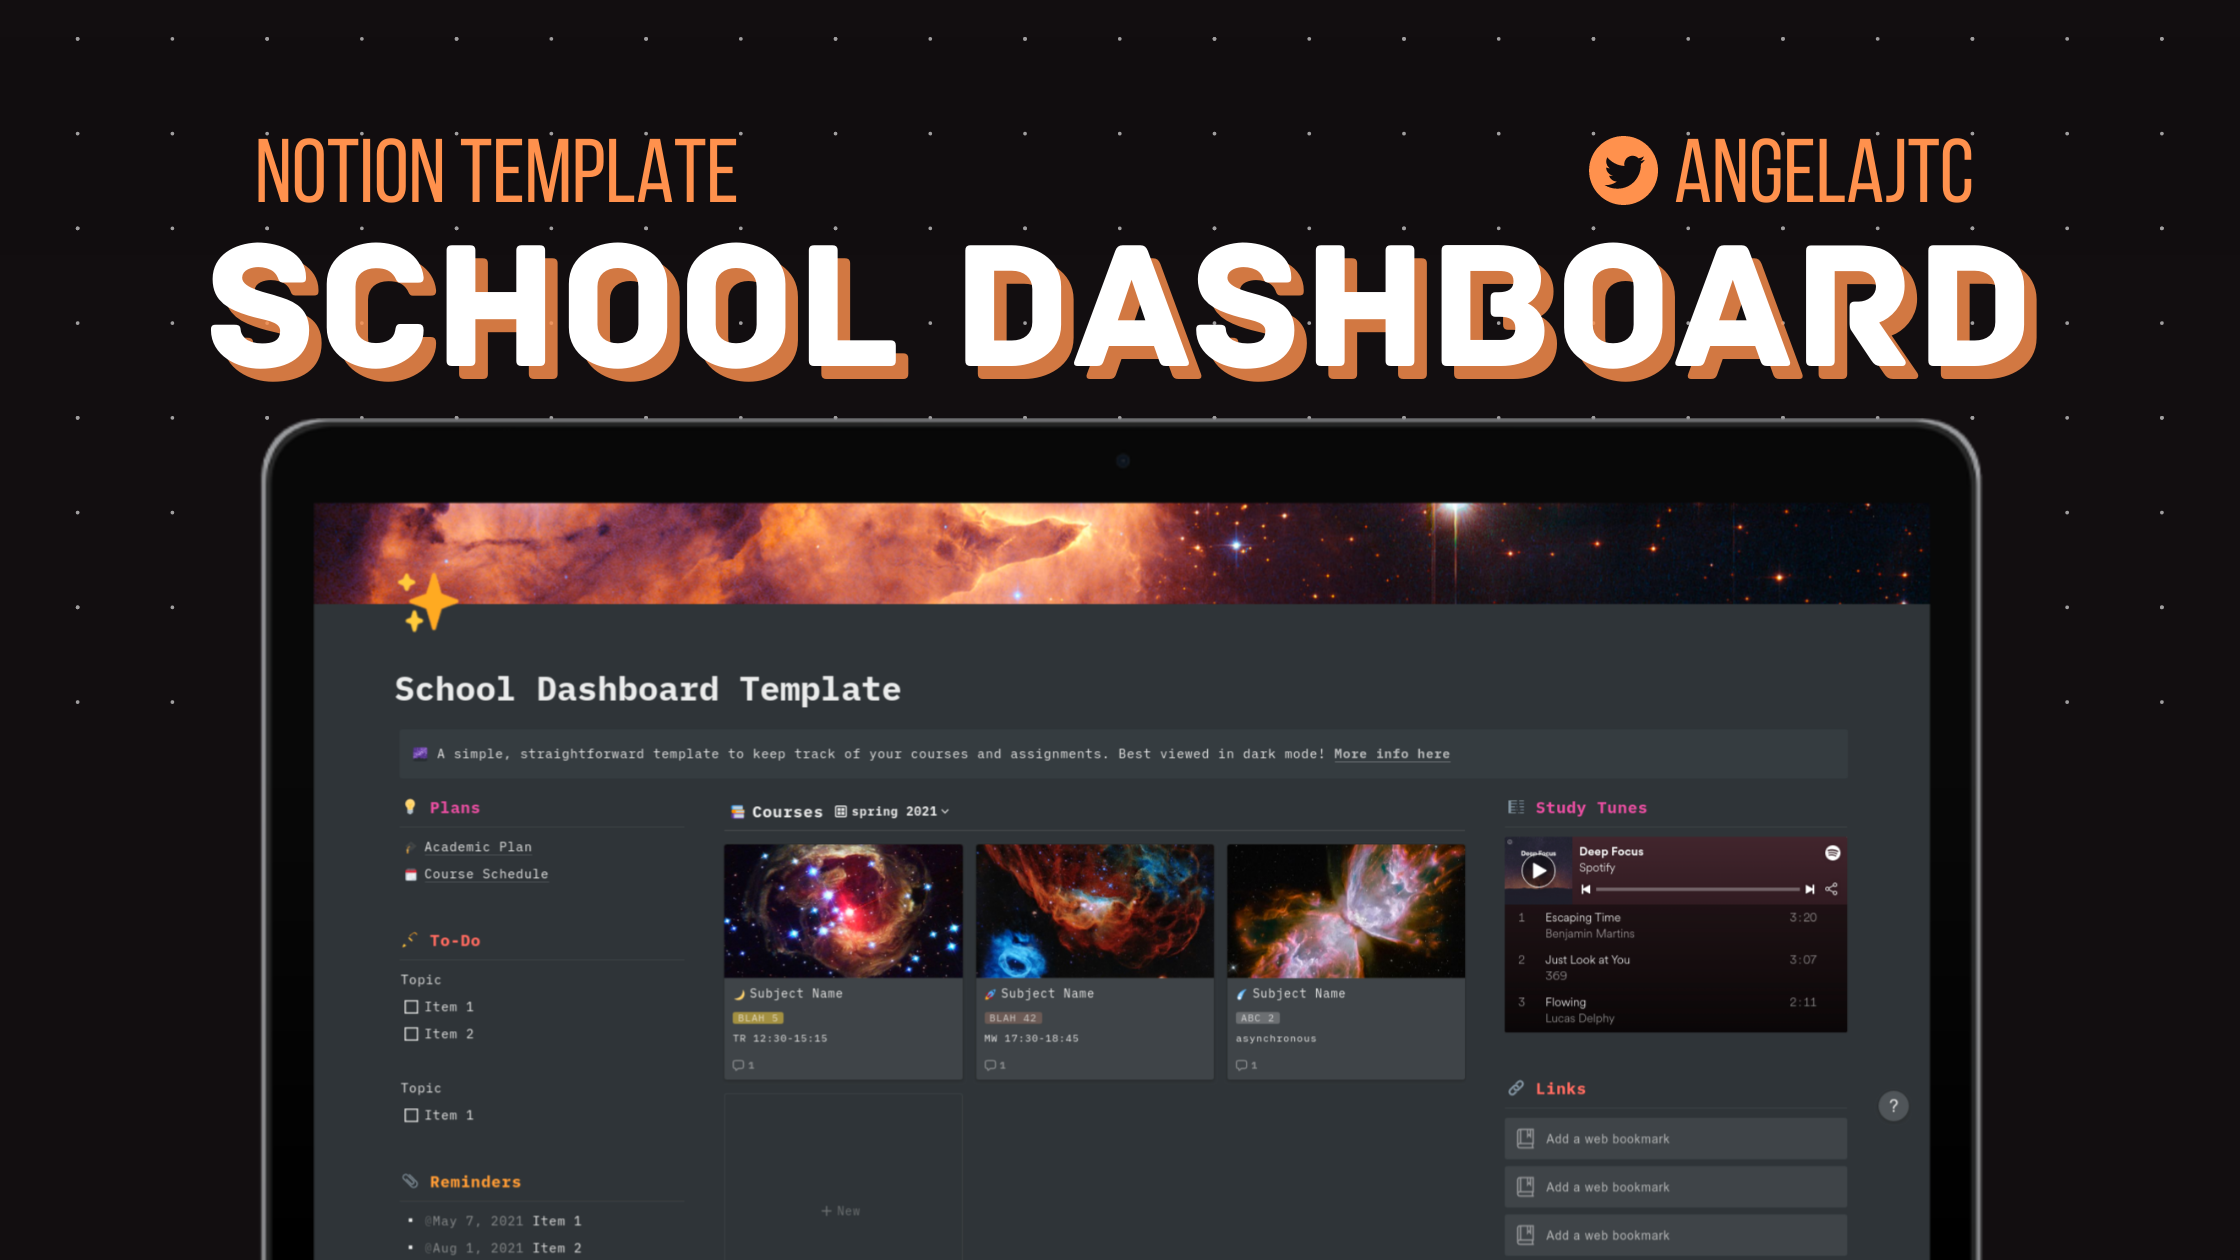 NOTION TEMPLATE
ANGELAJTC
SCHOOL DASHBOARD
School Dashboard Template
A simple, straightforward template to keep track of your courses and assignments. Best viewed in dark mode! More info here
Plans
Academic Plan
Course Schedule
To-Do
Topic
Item 1
Item 2
Topic
Item 1
Reminders
@May 7, 2021 Item 1
@Aug 1, 2021 Item 2
Courses spring 2021
Subject Name
BLAH 5
TR 12:30-15:15
1
Subject Name
BLAH 42
MW 17:30-18:45
1
Subject Name
ABC 2
asynchronous
1
+ New
Study Tunes
Deep Focus
Deep Focus
Spotify
1 Escaping Time 3:20
Benjamin Martins
2 Just Look at You 3:07
369
3 Flowing 2:11
Lucas Delphy
Links
Add a web bookmark
Add a web bookmark
Add a web bookmark
?